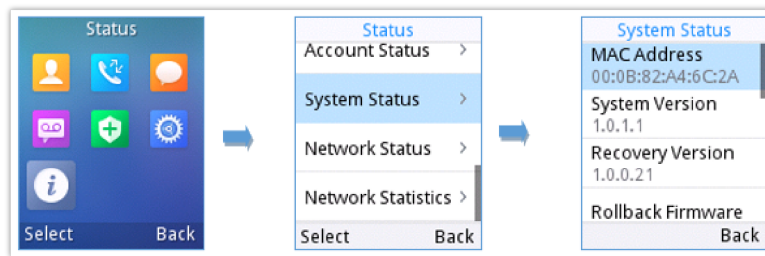 Status
Select Back
Status
Account Status
System Status
Network Status
Network Statistics
Select Back
System Status
MAC Address
00:0B:82:A4:6C:2A
System Version
1.0.1.1
Recovery Version
1.0.0.21
Rollback Firmware
Back